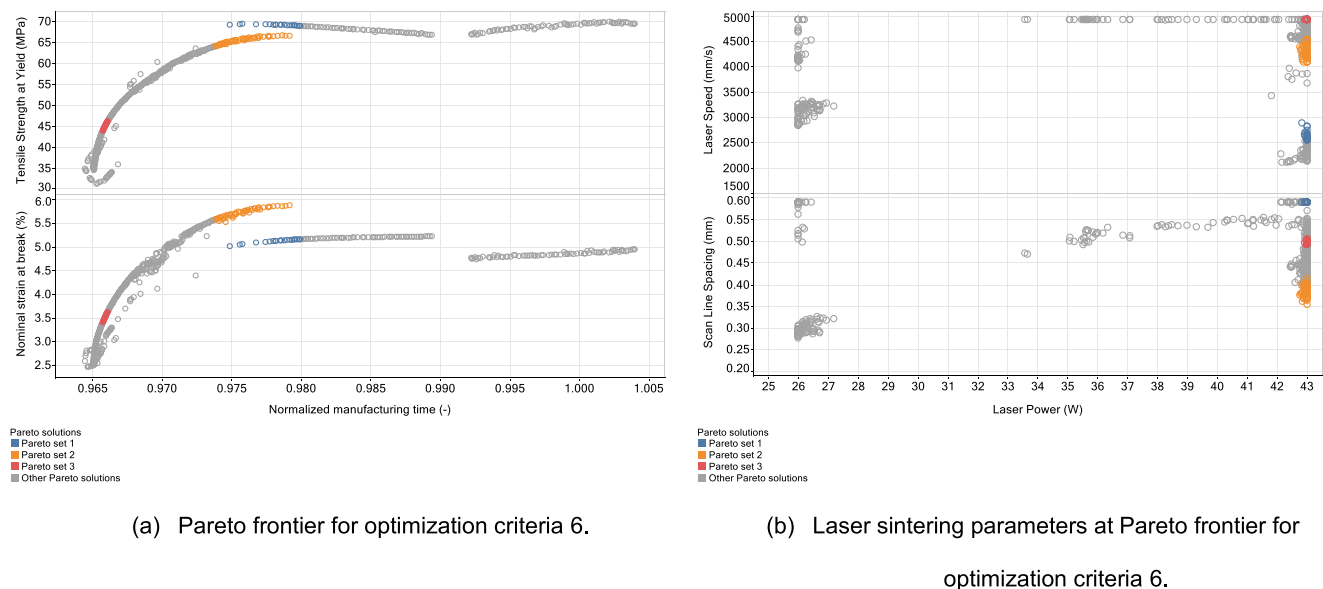 Tensile Strength at Yield (MPa)
70
65
60
55
50
45
40
35
30
Nominal strain at break (%)
6.0
5.5
5.0
4.5
4.0
3.5
3.0
2.5
0.965 0.970 0.975 0.980 0.985 0.990 0.995 1.000 1.005
Normalized manufacturing time (-)
Pareto solutions
Pareto set 1
Pareto set 2
Pareto set 3
Other Pareto solutions
(a) Pareto frontier for optimization criteria 6.
Laser Speed (mm/s)
5000
4500
4000
3500
3000
2500
2000
1500
Scan Line Spacing (mm)
0.60
0.55
0.50
0.45
0.40
0.35
0.30
0.25
0.20
25 26 27 28 29 30 31 32 33 34 35 36 37 38 39 40 41 42 43
Laser Power (W)
Pareto solutions
Pareto set 1
Pareto set 2
Pareto set 3
Other Pareto solutions
(b) Laser sintering parameters at Pareto frontier for
optimization criteria 6.